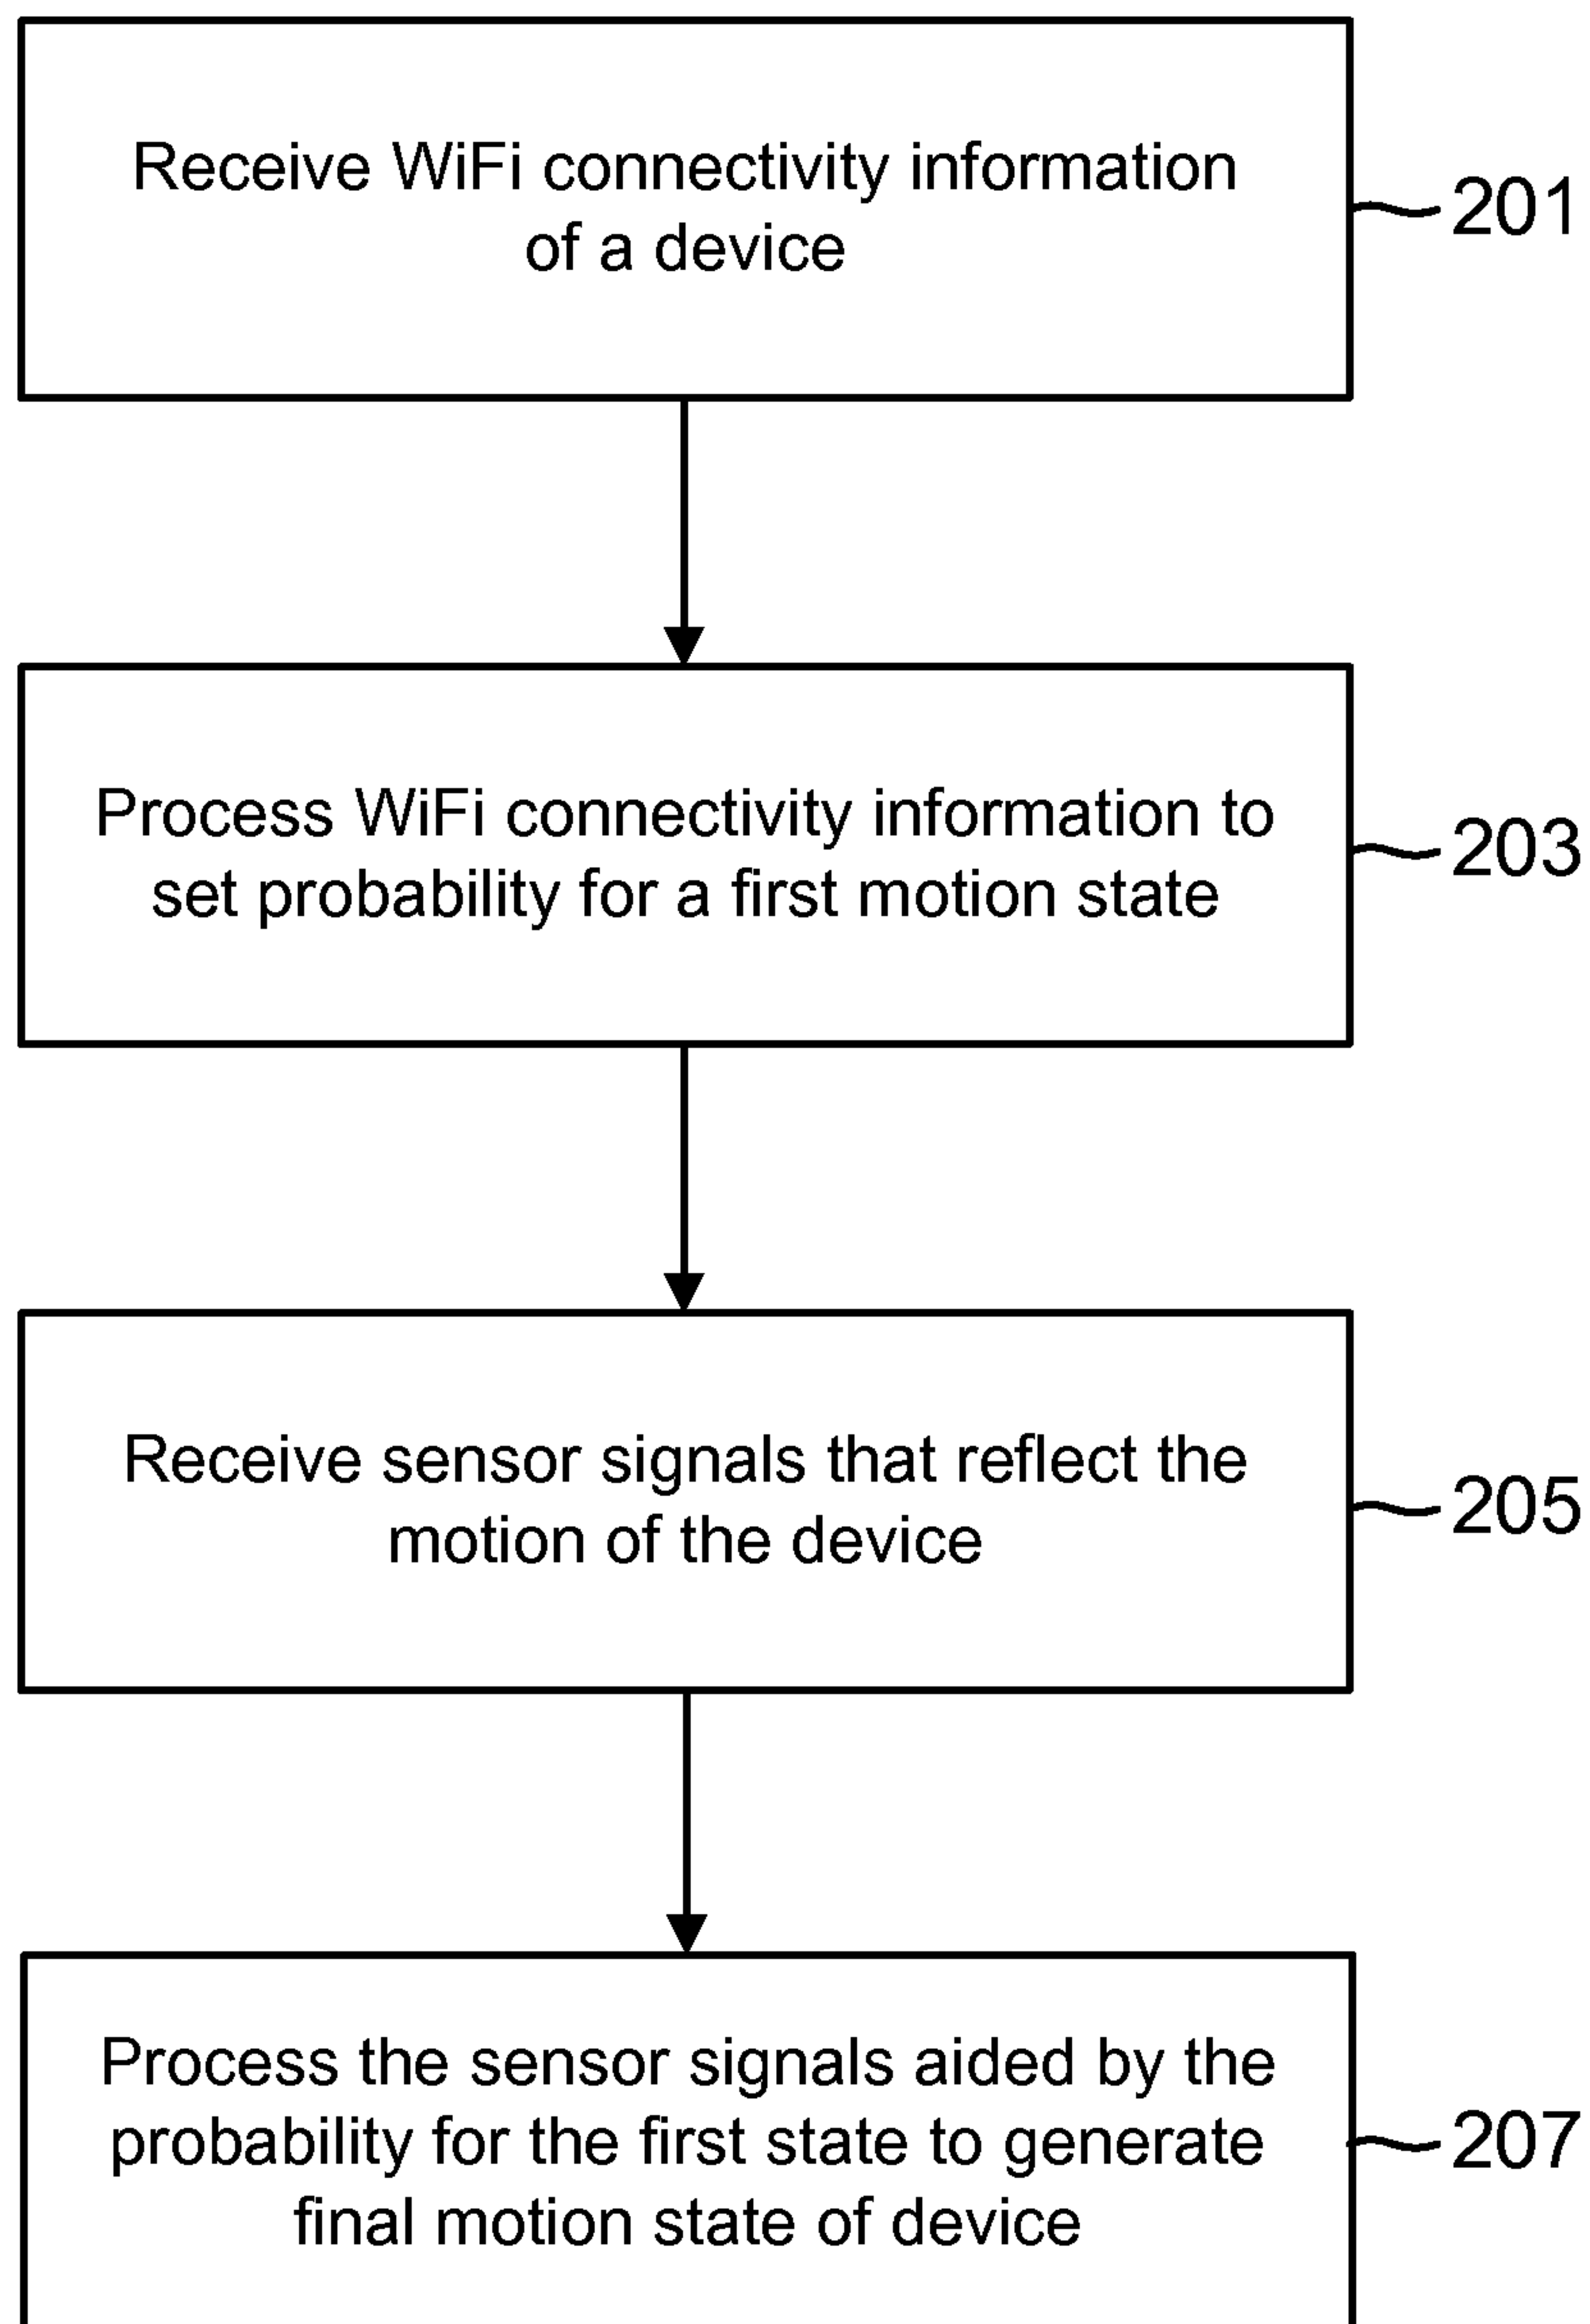 Receive WiFi connectivity information
of a device
201
Process WiFi connectivity information to
set probability for a first motion state
203
Receive sensor signals that reflect the
motion of the device
205
Process the sensor signals aided by the
probability for the first state to generate
final motion state of device
207